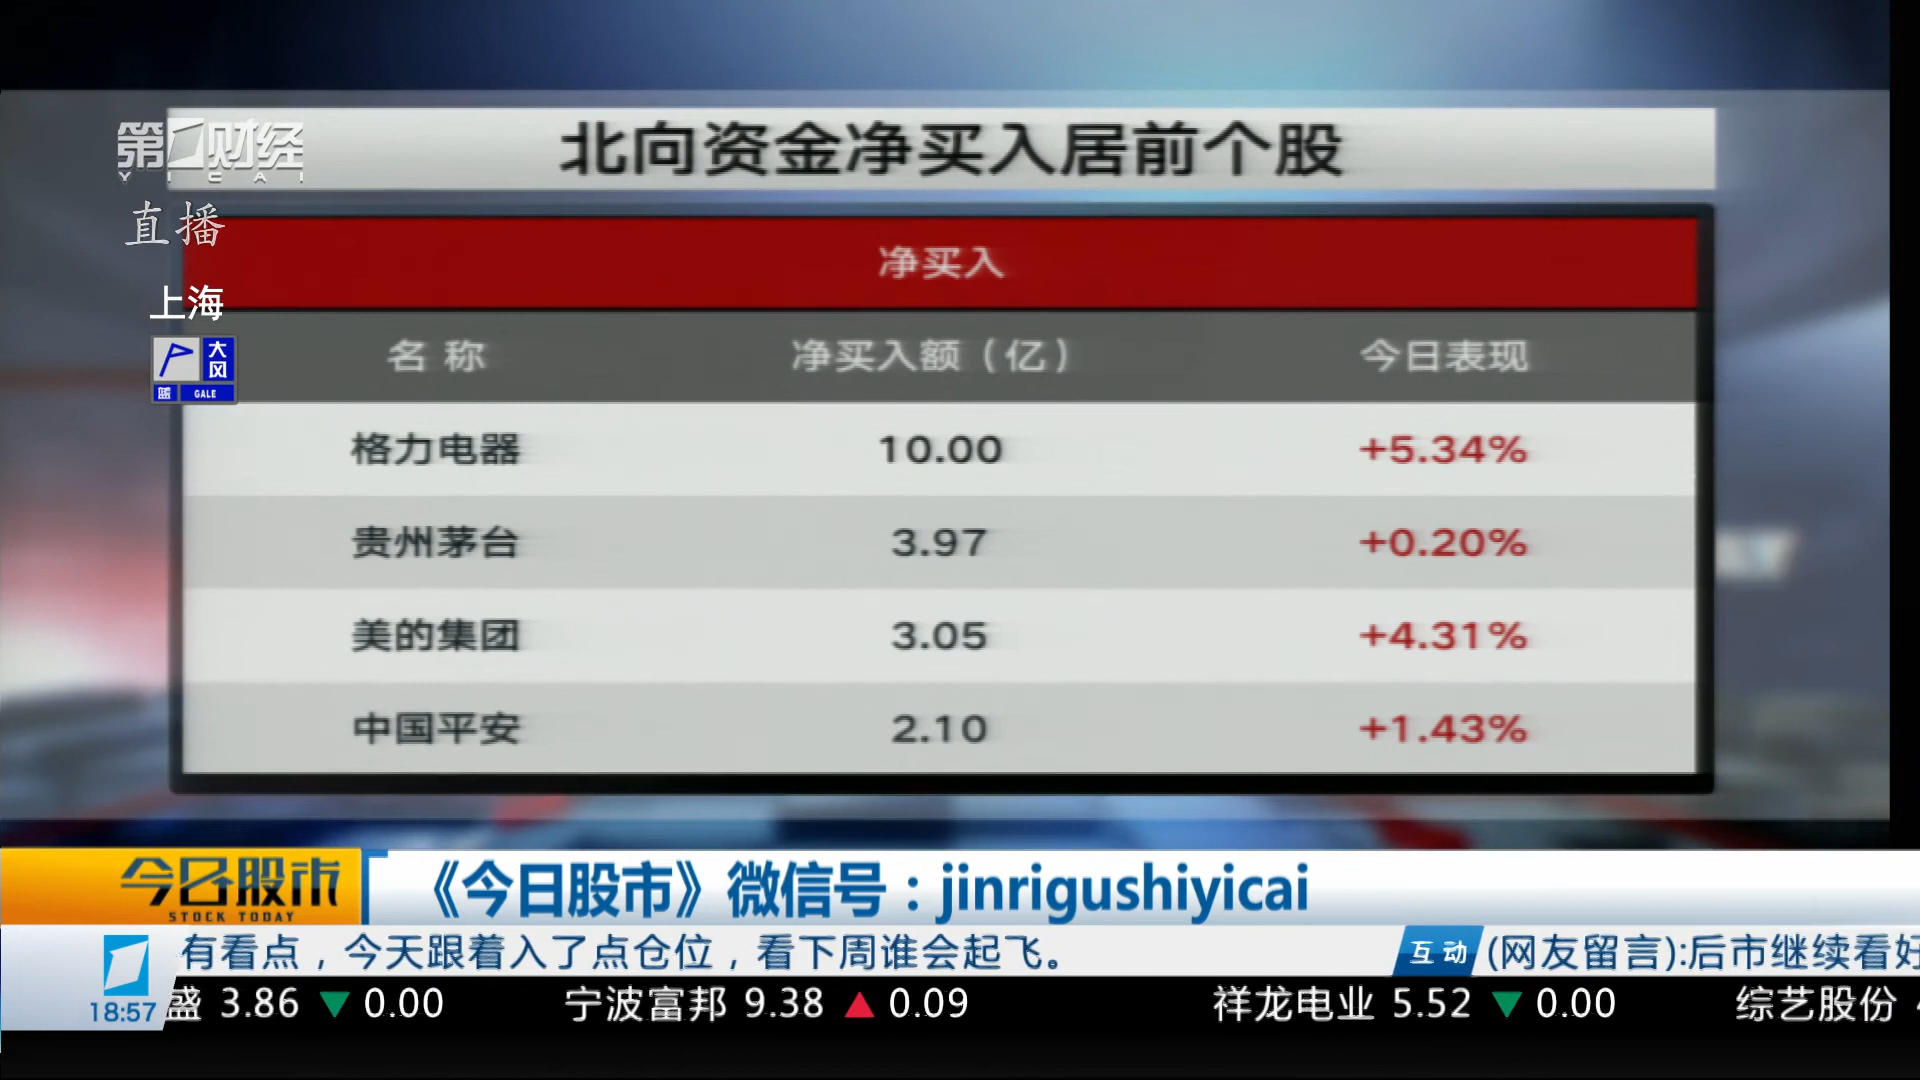 北向资金净买入居前个股
第一财经
YICAI
直播
净买入
上海
大风
蓝 GALE
名 称 净买入额（亿） 今日表现
格力电器 10.00 +5.34%
贵州茅台 3.97 +0.20%
美的集团 3.05 +4.31%
中国平安 2.10 +1.43%
今日股市
STOCK TODAY
《今日股市》微信号：jinrigushiyicai
有看点，今天跟着入了点仓位，看下周谁会起飞。 互动 (网友留言):后市继续看好
18:57
盛 3.86 ▼ 0.00 宁波富邦 9.38 ▲ 0.09 祥龙电业 5.52 ▼ 0.00 综艺股份